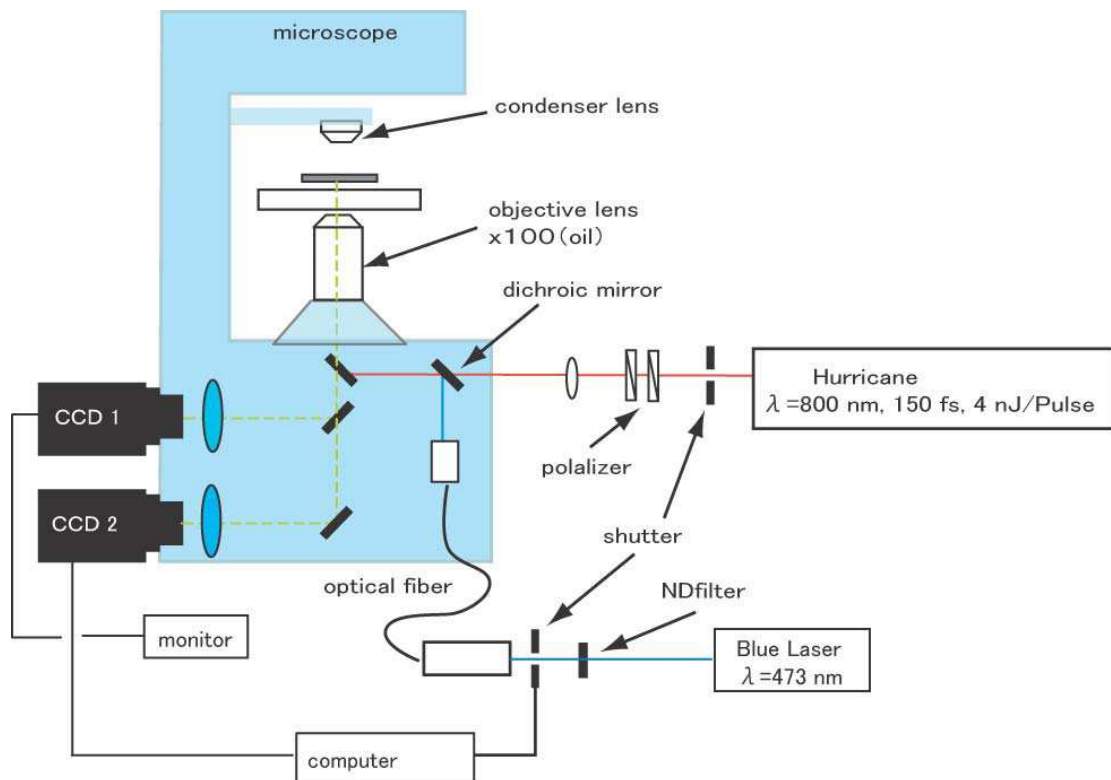 microscope
condenser lens
objective lens
x100(oil)
dichroic mirror
Hurricane
λ=800 nm, 150 fs, 4 nJ/Pulse
CCD 1
polalizer
CCD 2
shutter
optical fiber
NDfilter
monitor
Blue Laser
λ=473 nm
computer